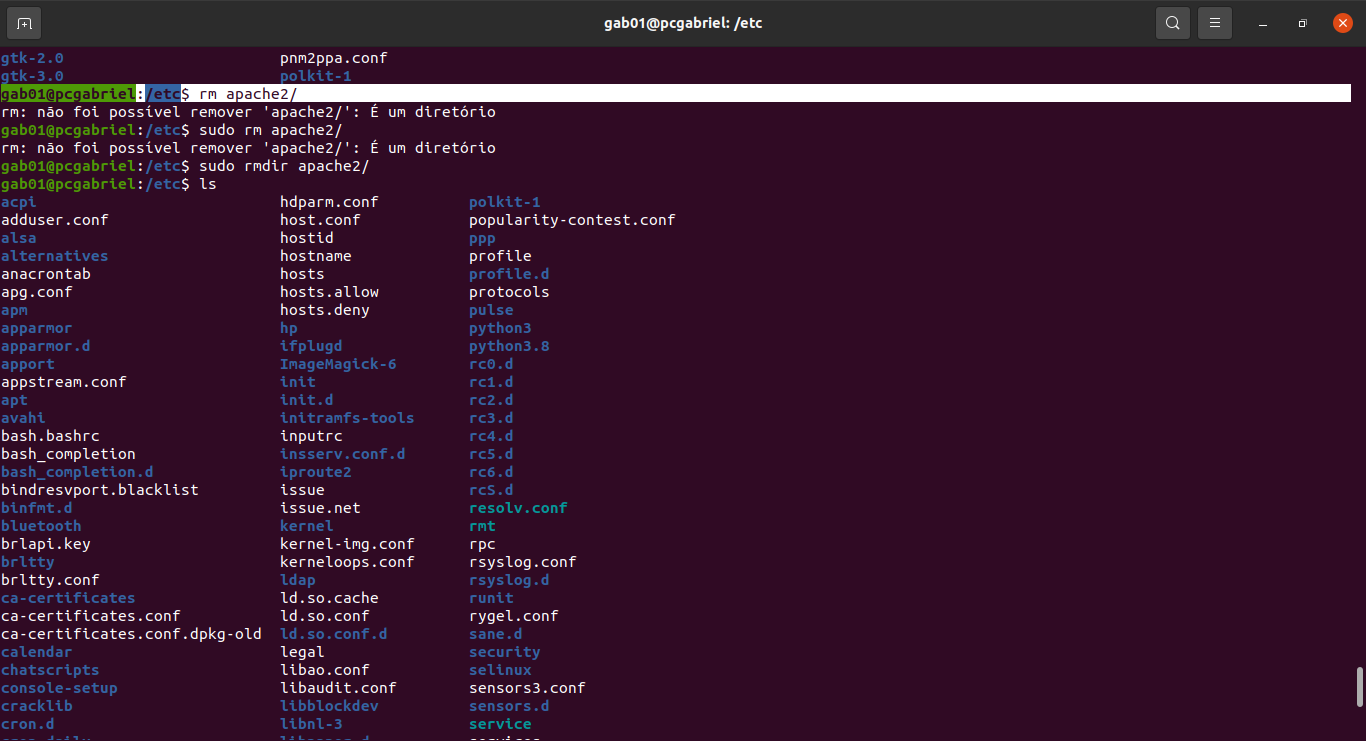 gab01@pcgabriel: /etc
gtk-2.0 pnm2ppa.conf
gtk-3.0 polkit-1
gab01@pcgabriel:/etc$ rm apache2/
rm: não foi possível remover 'apache2/': É um diretório
gab01@pcgabriel:/etc$ sudo rm apache2/
rm: não foi possível remover 'apache2/': É um diretório
gab01@pcgabriel:/etc$ sudo rmdir apache2/
gab01@pcgabriel:/etc$ ls
acpi hdparm.conf polkit-1
adduser.conf host.conf popularity-contest.conf
alsa hostid ppp
alternatives hostname profile
anacrontab hosts profile.d
apg.conf hosts.allow protocols
apm hosts.deny pulse
apparmor hp python3
apparmor.d ifplugd python3.8
apport ImageMagick-6 rc0.d
appstream.conf init rc1.d
apt init.d rc2.d
avahi initramfs-tools rc3.d
bash.bashrc inputrc rc4.d
bash_completion insserv.conf.d rc5.d
bash_completion.d iproute2 rc6.d
bindresvport.blacklist issue rcS.d
binfmt.d issue.net resolv.conf
bluetooth kernel rmt
brlapi.key kernel-img.conf rpc
brltty kerneloops.conf rsyslog.conf
brltty.conf ldap rsyslog.d
ca-certificates ld.so.cache runit
ca-certificates.conf ld.so.conf rygel.conf
ca-certificates.conf.dpkg-old ld.so.conf.d sane.d
calendar legal security
chatscripts libao.conf selinux
console-setup libaudit.conf sensors3.conf
cracklib libblockdev sensors.d
cron.d libnl-3 service